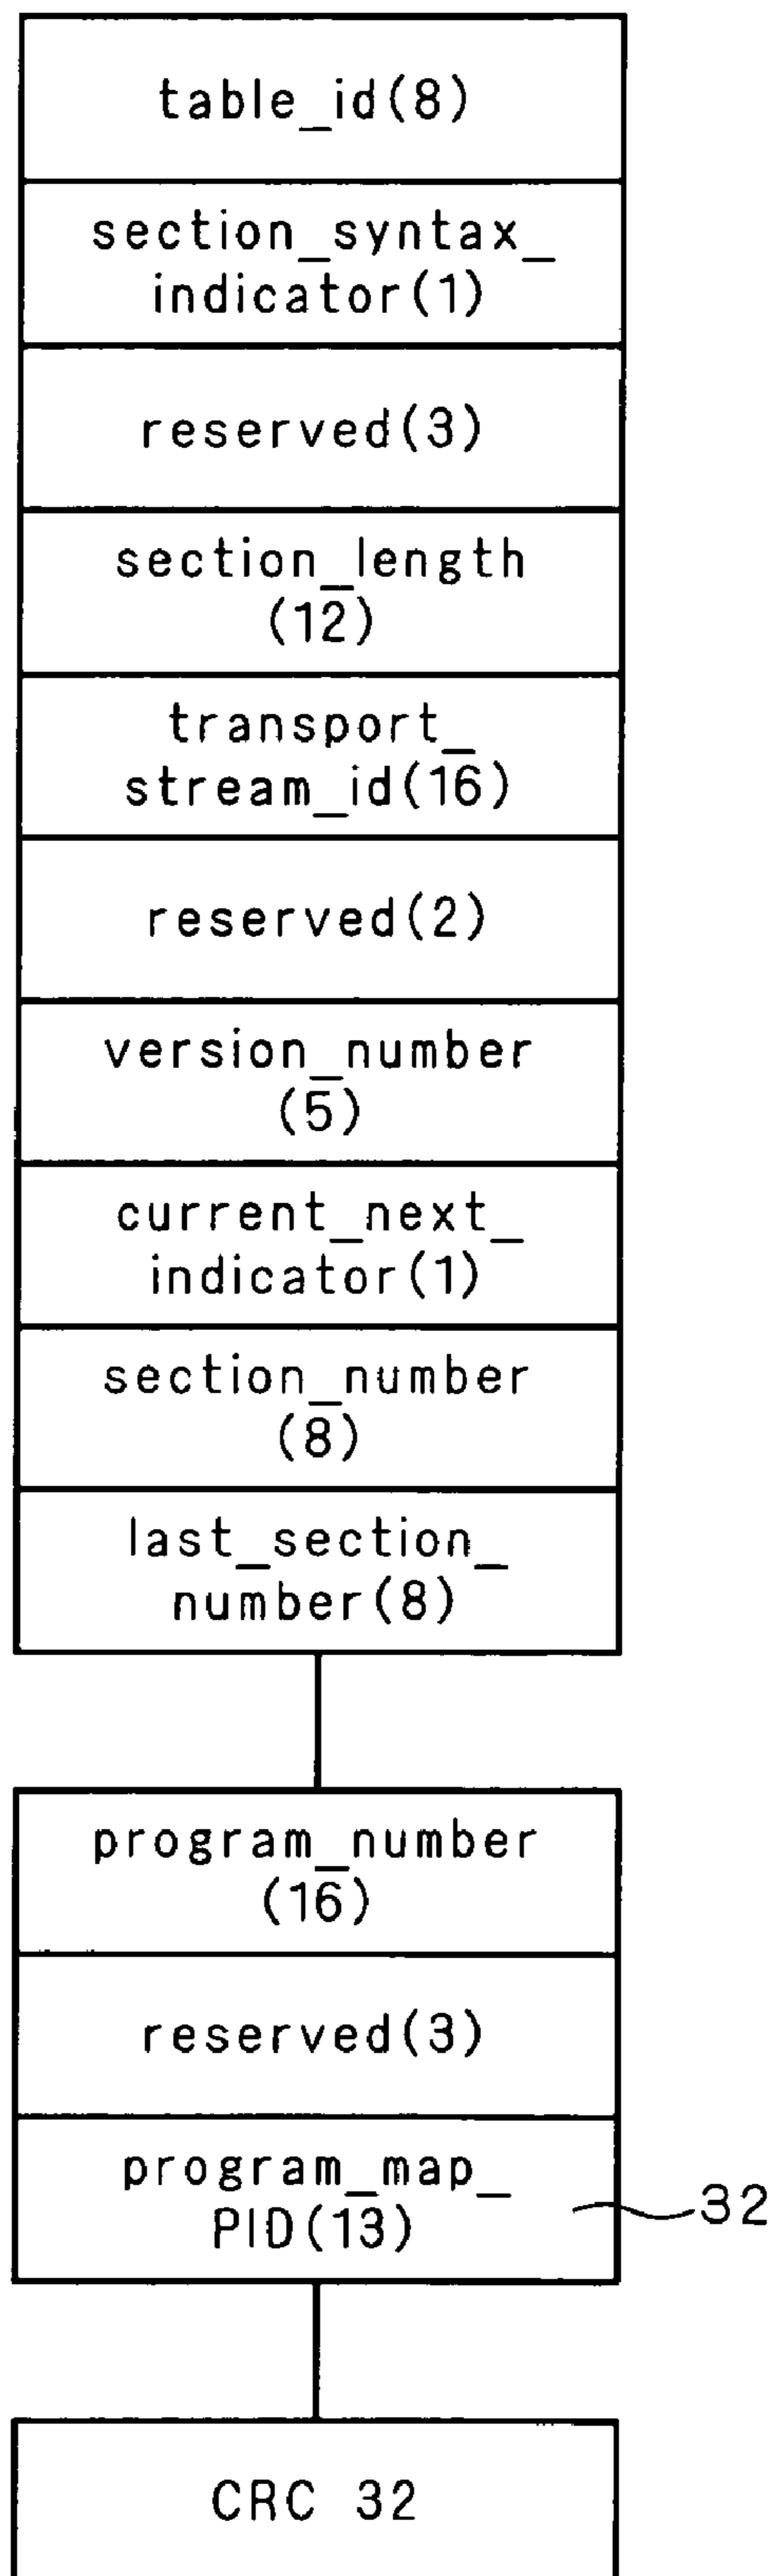 table_id(8)
section_syntax_
indicator(1)
reserved(3)
section_length
(12)
transport_
stream_id(16)
reserved(2)
version_number
(5)
current_next_
indicator(1)
section_number
(8)
last_section_
number(8)
program_number
(16)
reserved(3)
program_map_
PID(13)
32
CRC 32